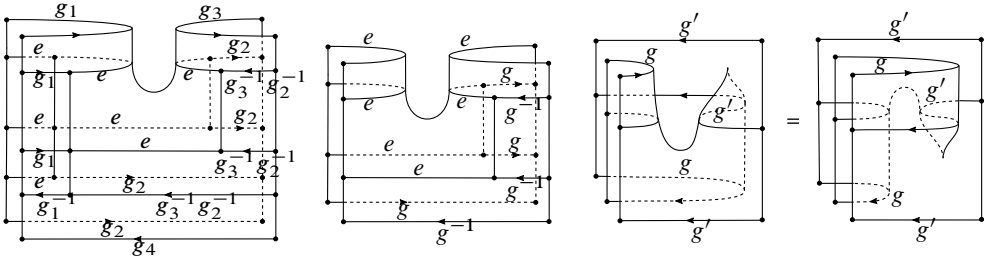 g₁ g₃
e g₂
g₁ e e g₃⁻¹ g₂⁻¹
e e g₂
g₁ e g₃⁻¹ g₂⁻¹
e g₂
g₁⁻¹ g₃⁻¹ g₂⁻¹
g₂
g₄
e e
g
e e g⁻¹
e g
e g⁻¹
g
g⁻¹
g′
g
g′
g
g′
=
g′
g
g′
g
g′